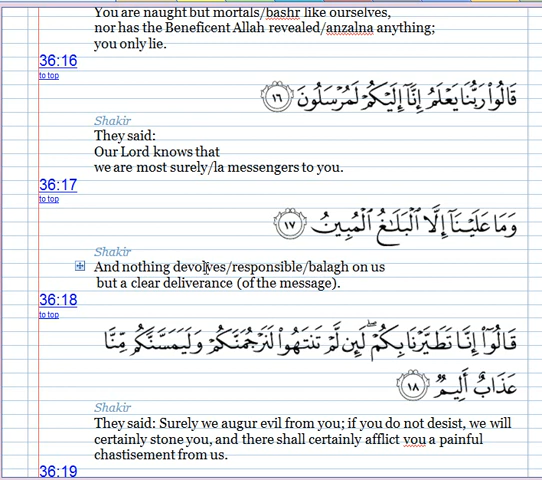 You are naught but mortals/bashr like ourselves,
nor has the Beneficent Allah revealed/anzalna anything;
you only lie.
36:16
to top
قَالُوا۟ رَبُّنَا يَعْلَمُ إِنَّآ إِلَيْكُمْ لَمُرْسَلُونَ ١٦
Shakir
They said:
Our Lord knows that
we are most surely/la messengers to you.
36:17
to top
وَمَا عَلَيْنَآ إِلَّا ٱلْبَلَـٰغُ ٱلْمُبِينُ ١٧
Shakir
And nothing devolves/responsible/balagh on us
but a clear deliverance (of the message).
36:18
to top
قَالُوٓا۟ إِنَّا تَطَيَّرْنَا بِكُمْ ۖ لَئِن لَّمْ تَنتَهُوا۟ لَنَرْجُمَنَّكُمْ وَلَيَمَسَّنَّكُم مِّنَّا
عَذَابٌ أَلِيمٌ ١٨
Shakir
They said: Surely we augur evil from you; if you do not desist, we will
certainly stone you, and there shall certainly afflict you a painful
chastisement from us.
36:19